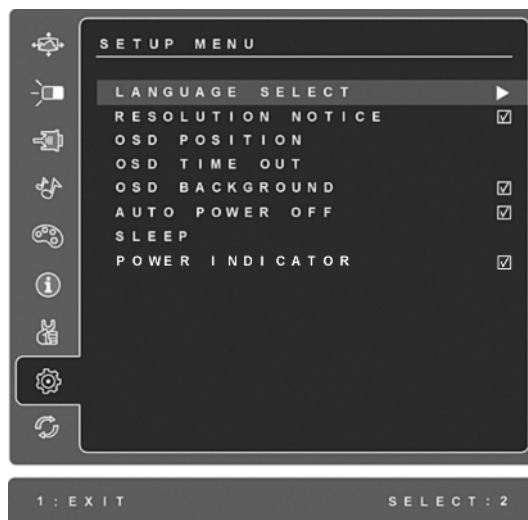 SETUP MENU
LANGUAGE SELECT
RESOLUTION NOTICE
OSD POSITION
OSD TIME OUT
OSD BACKGROUND
AUTO POWER OFF
SLEEP
POWER INDICATOR
1:EXIT SELECT:2